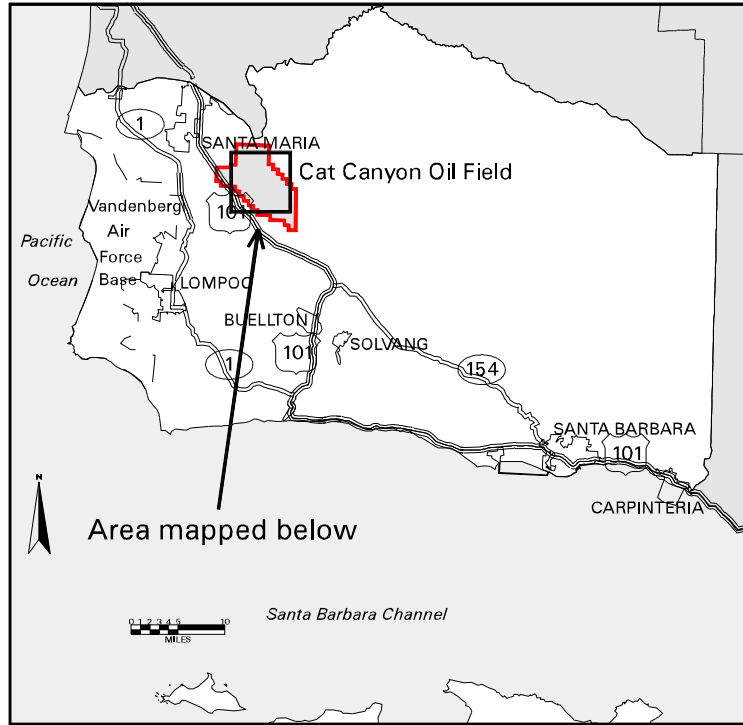 1
SANTA MARIA
Cat Canyon Oil Field
Vandenberg
Air
Force
Base
101
Pacific
Ocean
LOMPOC
BUELLTON
101
SOLVANG
1
154
SANTA BARBARA
101
CARPINTERIA
N
Area mapped below
Santa Barbara Channel
0 1 2 3 4 5 10
MILES